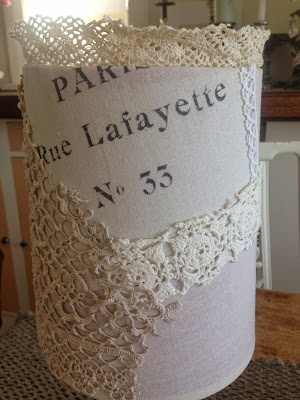 PARIS
Rue Lafayette
No 33